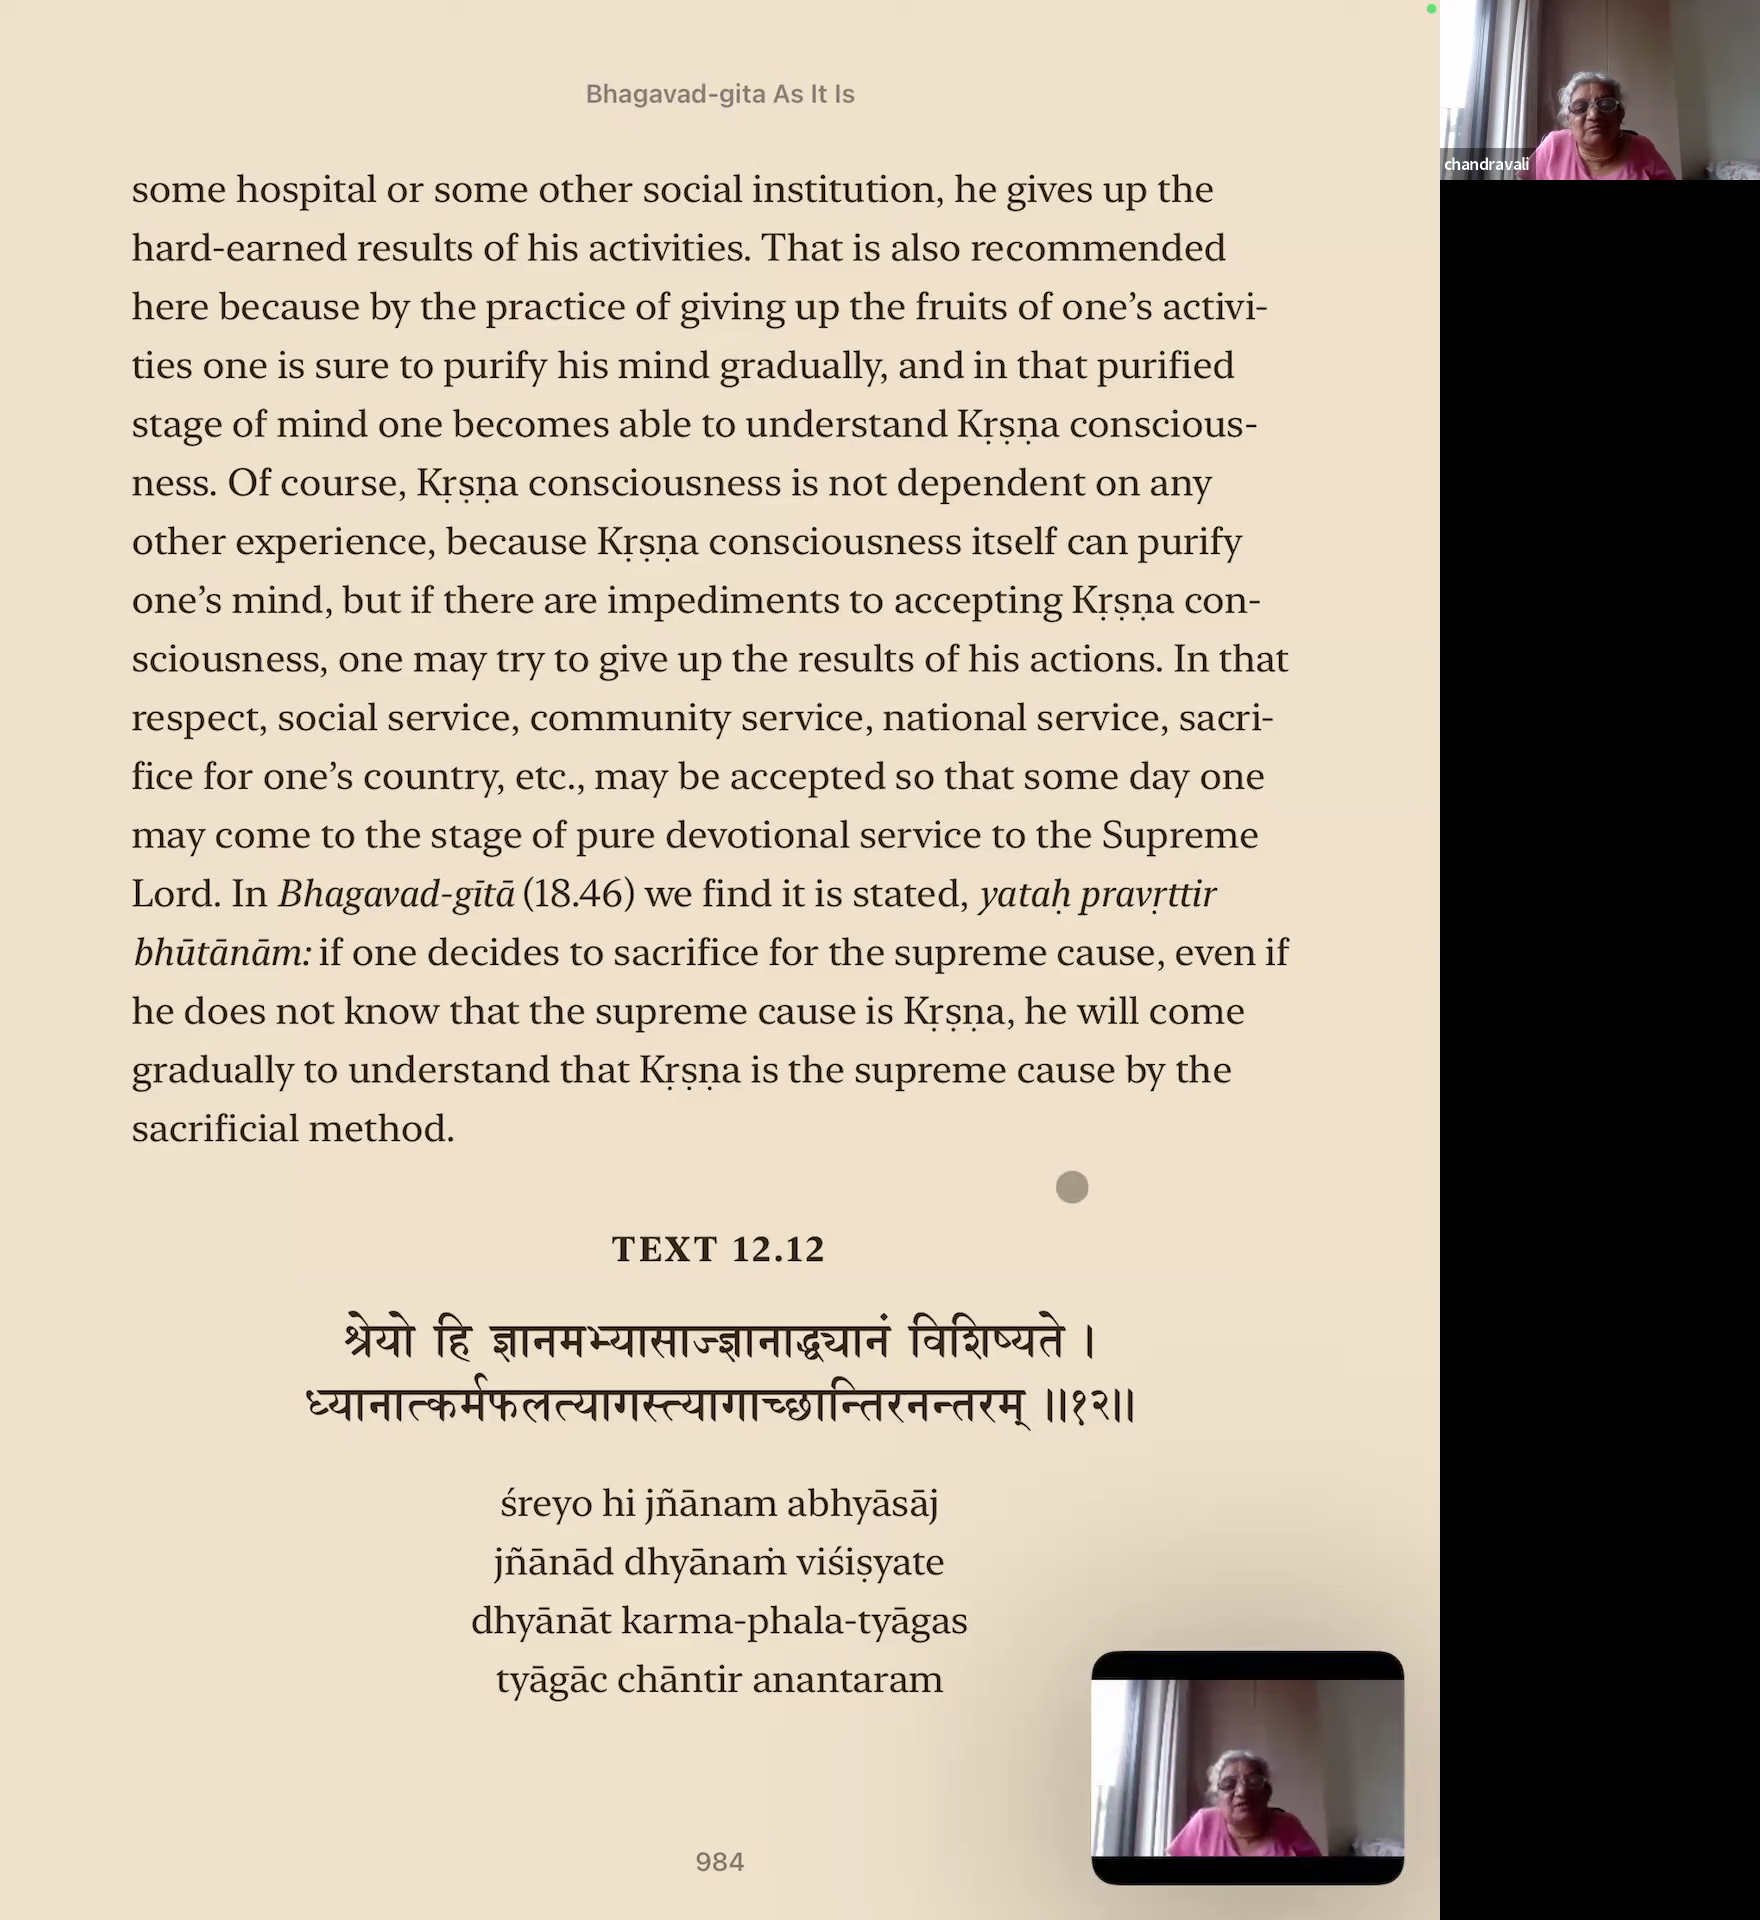 Bhagavad-gita As It Is
some hospital or some other social institution, he gives up the
hard-earned results of his activities. That is also recommended
here because by the practice of giving up the fruits of one’s activi-
ties one is sure to purify his mind gradually, and in that purified
stage of mind one becomes able to understand Kṛṣṇa conscious-
ness. Of course, Kṛṣṇa consciousness is not dependent on any
other experience, because Kṛṣṇa consciousness itself can purify
one’s mind, but if there are impediments to accepting Kṛṣṇa con-
sciousness, one may try to give up the results of his actions. In that
respect, social service, community service, national service, sacri-
fice for one’s country, etc., may be accepted so that some day one
may come to the stage of pure devotional service to the Supreme
Lord. In Bhagavad-gītā (18.46) we find it is stated, yataḥ pravṛttir
bhūtānām: if one decides to sacrifice for the supreme cause, even if
he does not know that the supreme cause is Kṛṣṇa, he will come
gradually to understand that Kṛṣṇa is the supreme cause by the
sacrificial method.
TEXT 12.12
श्रेयो हि ज्ञानमभ्यासाज्ज्ञानाद्ध्यानं विशिष्यते ।
ध्यानात्कर्मफलत्यागस्त्यागाच्छान्तिरनन्तरम् ॥१२॥
śreyo hi jñānam abhyāsāj
jñānād dhyānaṁ viśiṣyate
dhyānāt karma-phala-tyāgas
tyāgāc chāntir anantaram
984
chandravali